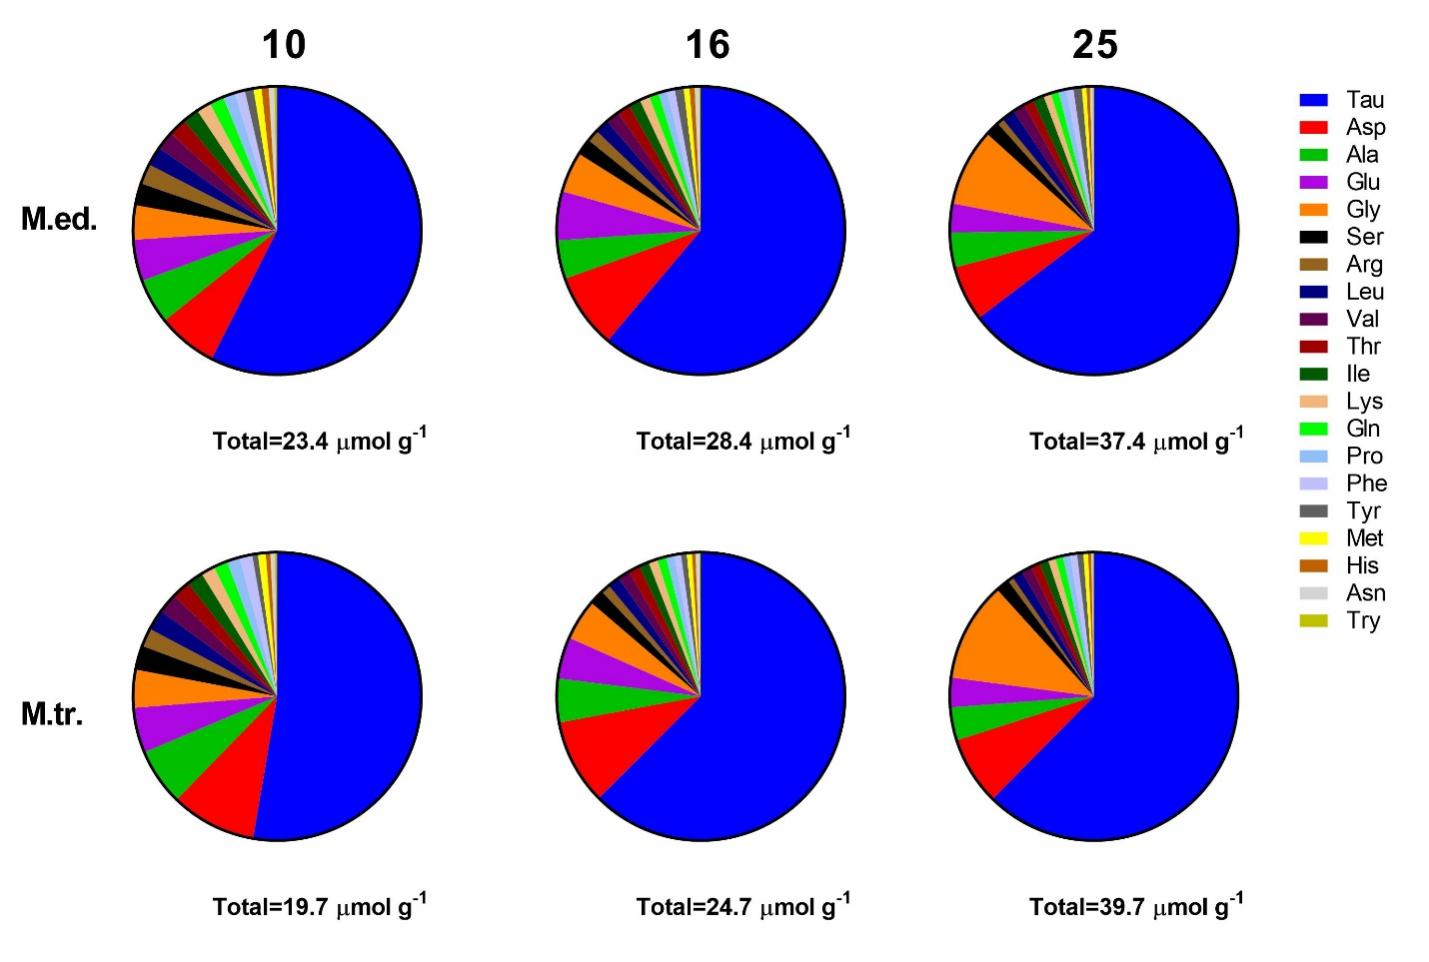 10 16 25
M.ed.
Total=23.4 μmol g⁻¹ Total=28.4 μmol g⁻¹ Total=37.4 μmol g⁻¹
M.tr.
Total=19.7 μmol g⁻¹ Total=24.7 μmol g⁻¹ Total=39.7 μmol g⁻¹
Tau
Asp
Ala
Glu
Gly
Ser
Arg
Leu
Val
Thr
Ile
Lys
Gln
Pro
Phe
Tyr
Met
His
Asn
Try